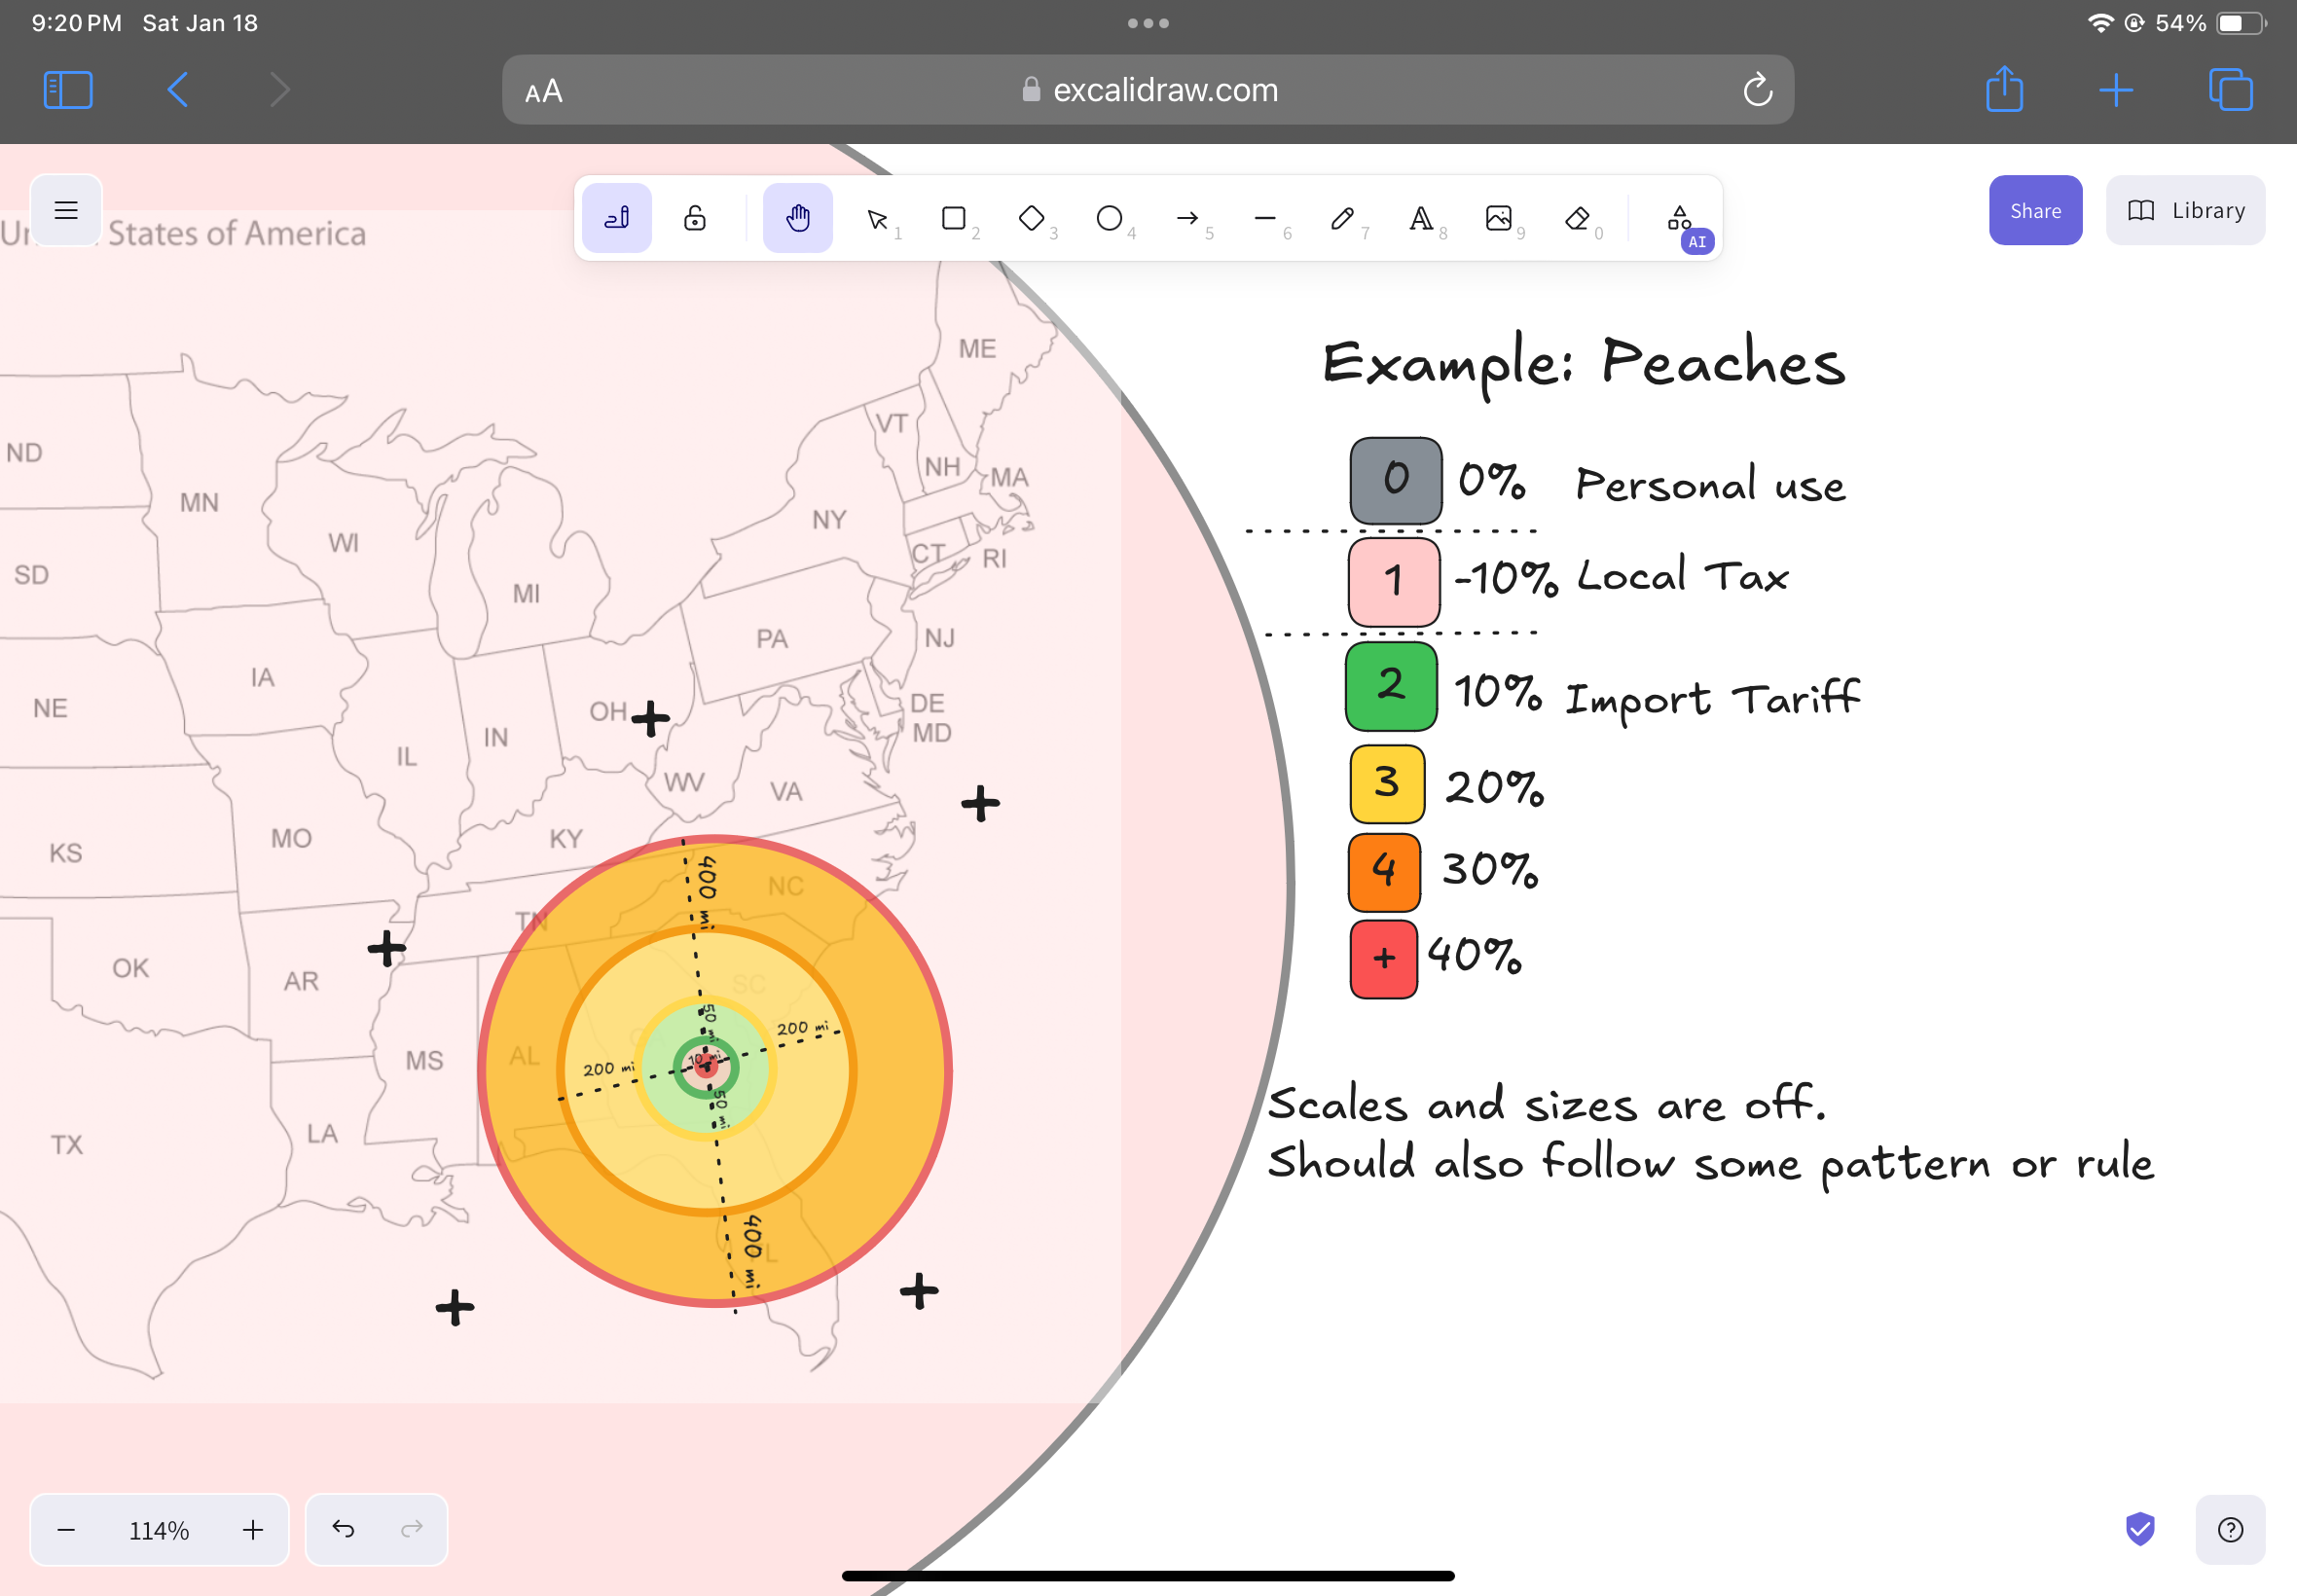 9:20 PM Sat Jan 18
54%
AA
excalidraw.com
1
2
3
4
5
6
7
8
9
0
AI
Share
Library
States of America
ME
VT
ND
NH
MA
MN
NY
WI
CT
RI
SD
MI
PA
NJ
IA
NE
OH
DE
MD
IN
IL
WV
VA
MO
KY
KS
NC
TN
OK
AR
SC
MS
AL
LA
TX
400 mi
50 mi
200 mi
10 mi
200 mi
50 mi
400 mi
Example: Peaches
0 0% Personal use
1 -10% Local Tax
2 10% Import Tariff
3 20%
4 30%
+ 40%
Scales and sizes are off.
Should also follow some pattern or rule
114%